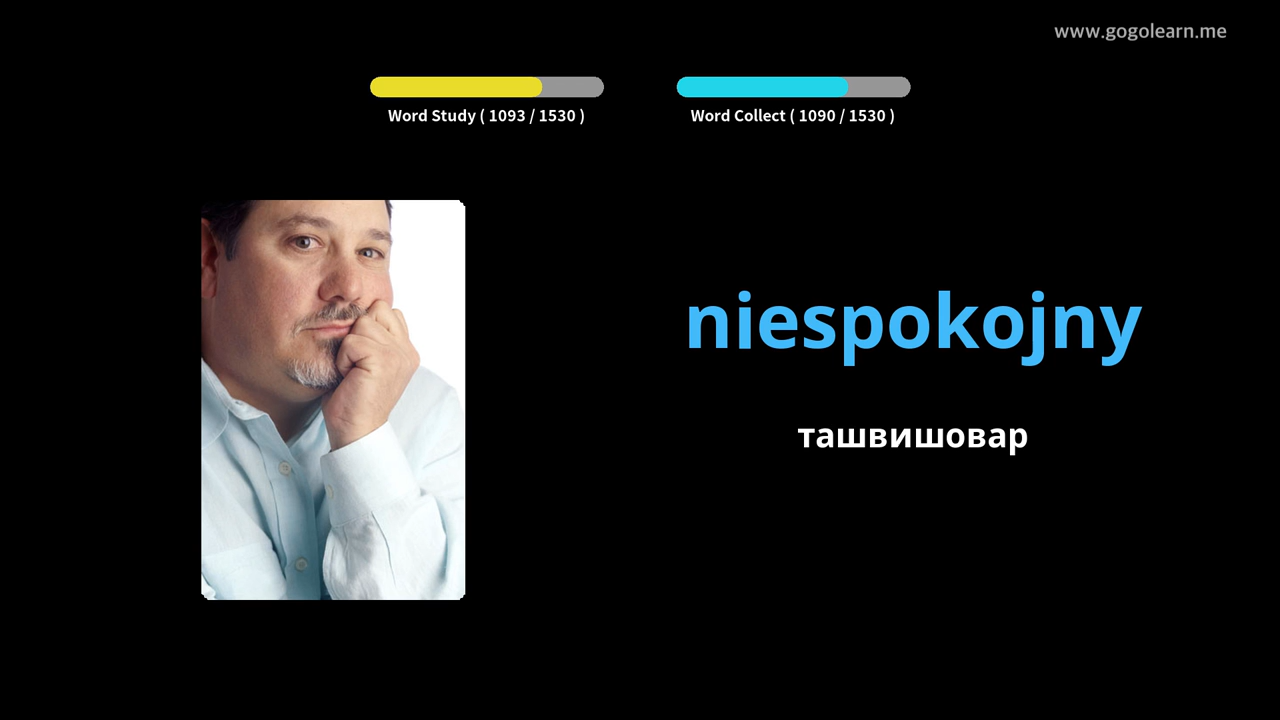 www.gogolearn.me
Word Study ( 1093 / 1530 )
Word Collect ( 1090 / 1530 )
niespokojny
ташвишовар